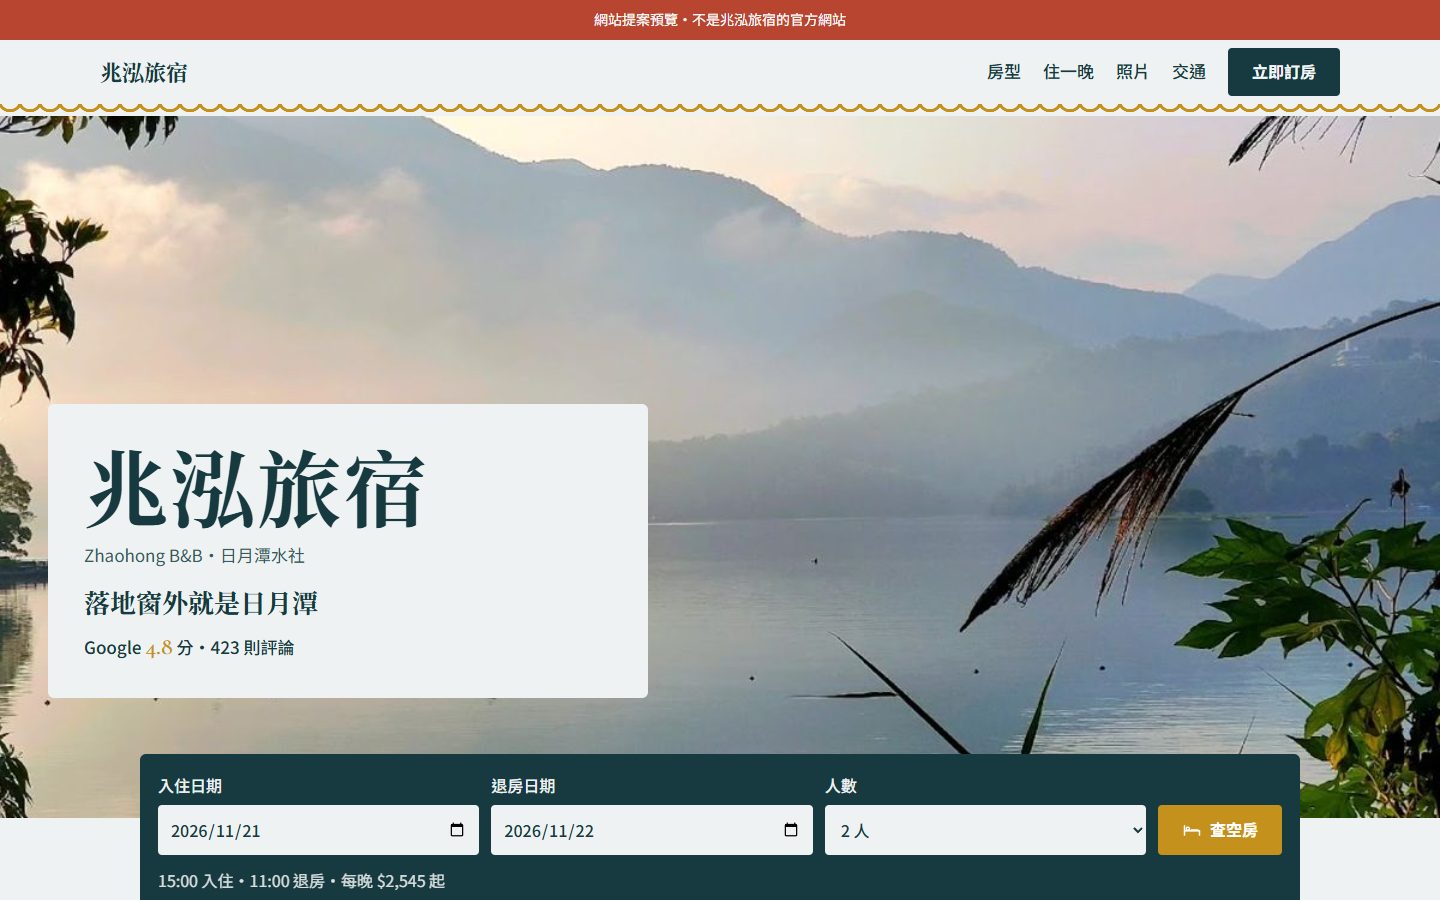 網站提案預覽・不是兆泓旅宿的官方網站
兆泓旅宿
房型 住一晚 照片 交通 立即訂房
兆泓旅宿
Zhaohong B&B・日月潭水社
落地窗外就是日月潭
Google 4.8 分・423 則評論
入住日期 退房日期 人數
2026/11/21 2026/11/22 2 人 查空房
15:00 入住・11:00 退房・每晚 $2,545 起